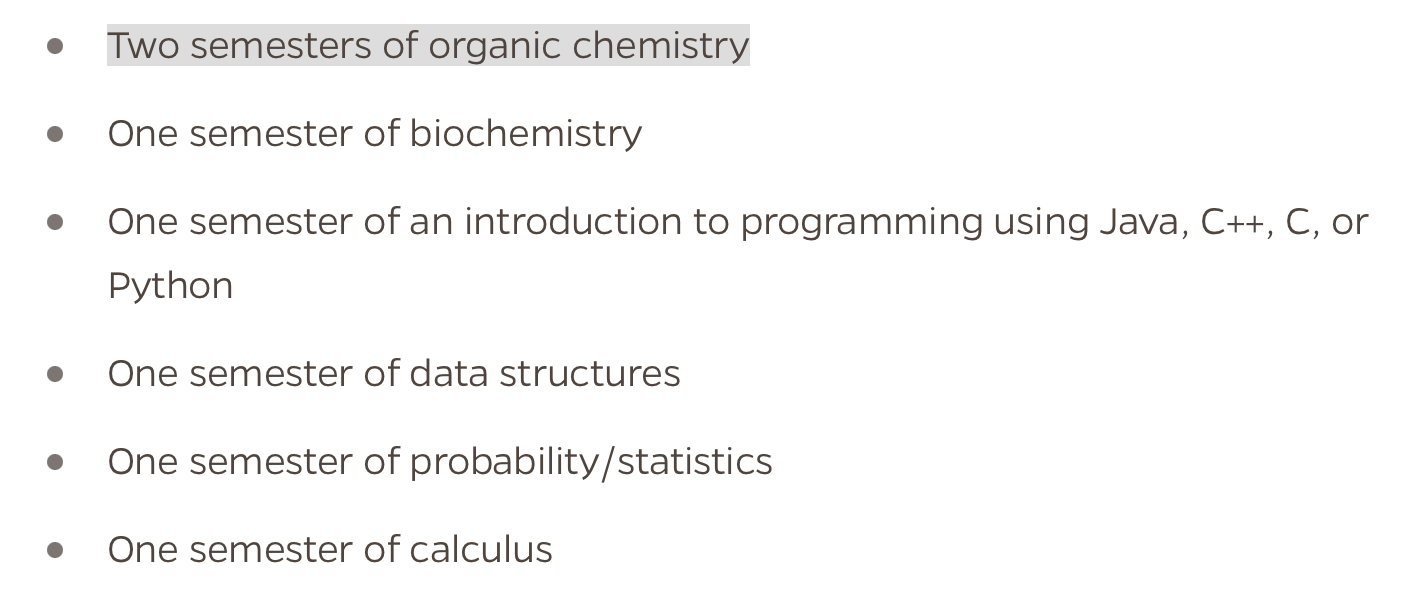 Two semesters of organic chemistry
One semester of biochemistry
One semester of an introduction to programming using Java, C++, C, or
Python
One semester of data structures
One semester of probability/statistics
One semester of calculus